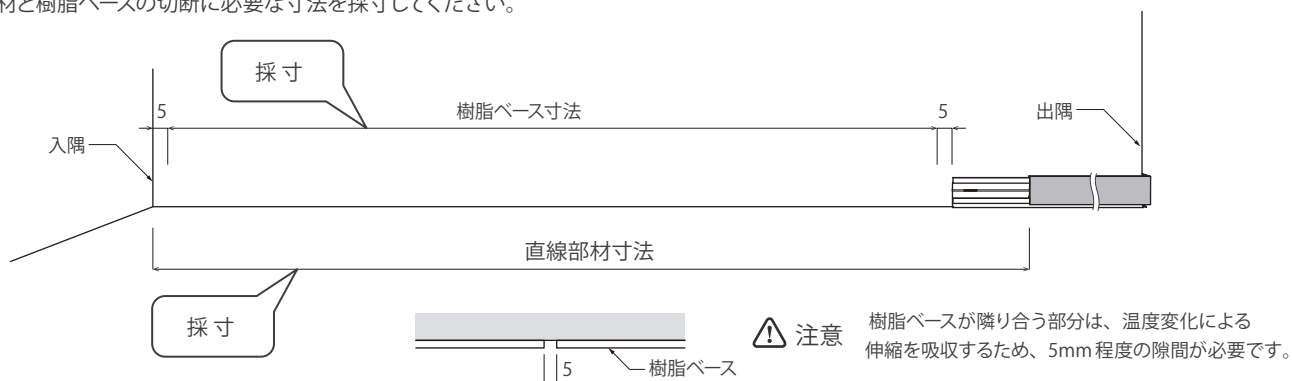 材と樹脂ベースの切断に必要な寸法を採寸してください。
採 寸
5
樹脂ベース寸法
5
出隅
入隅
直線部材寸法
採 寸
5
樹脂ベース
注意
樹脂ベースが隣り合う部分は、温度変化による
伸縮を吸収するため、5mm 程度の隙間が必要です。